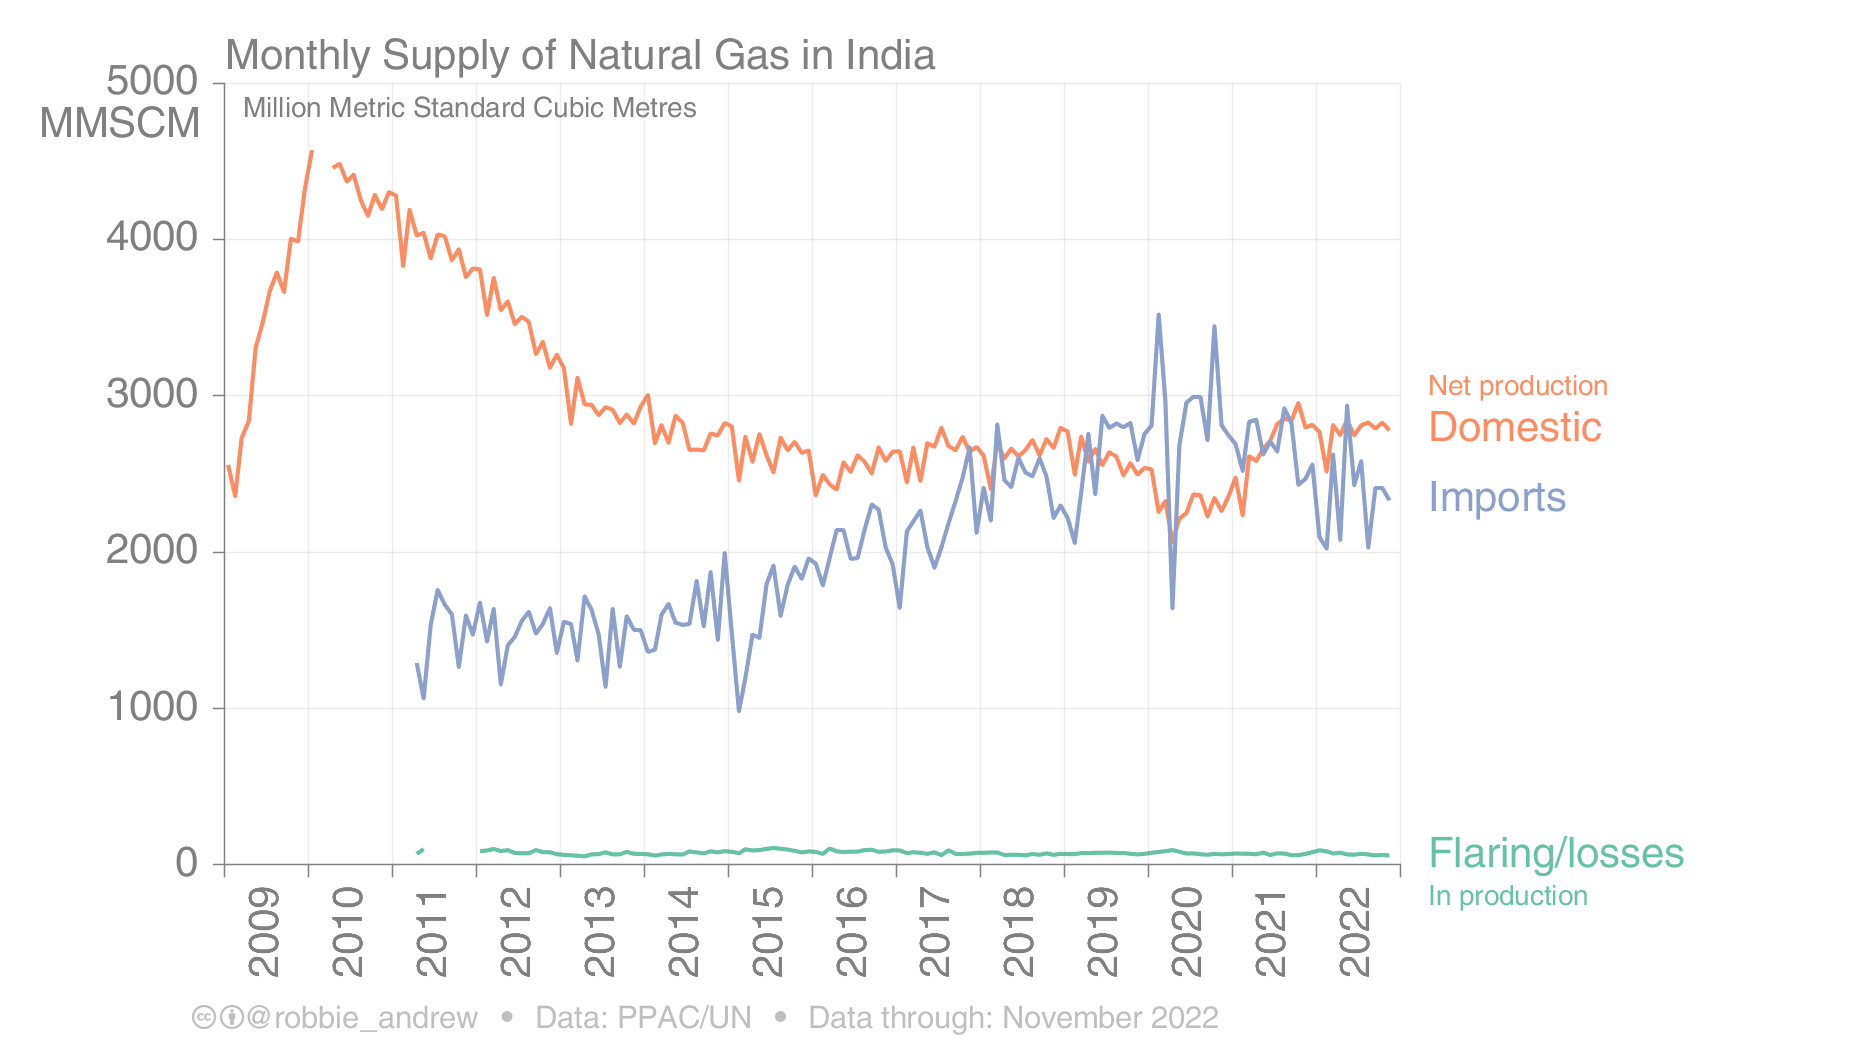 Monthly Supply of Natural Gas in India
5000
MMSCM
Million Metric Standard Cubic Metres
4000
3000
2000
1000
0
Net production
Domestic
Imports
Flaring/losses
In production
2009
2010
2011
2012
2013
2014
2015
2016
2017
2018
2019
2020
2021
2022
cc @robbie_andrew • Data: PPAC/UN • Data through: November 2022